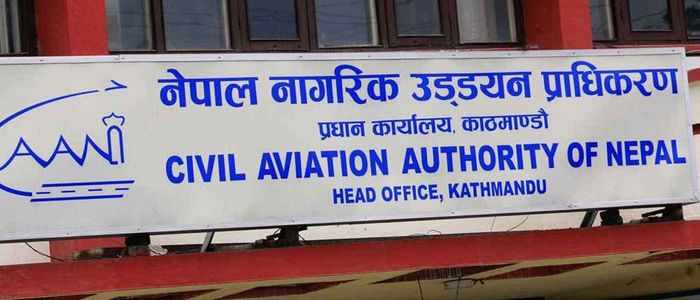 CAAN
नेपाल नागरिक उड्डयन प्राधिकरण
प्रधान कार्यालय, काठमाण्डौ
CIVIL AVIATION AUTHORITY OF NEPAL
HEAD OFFICE, KATHMANDU